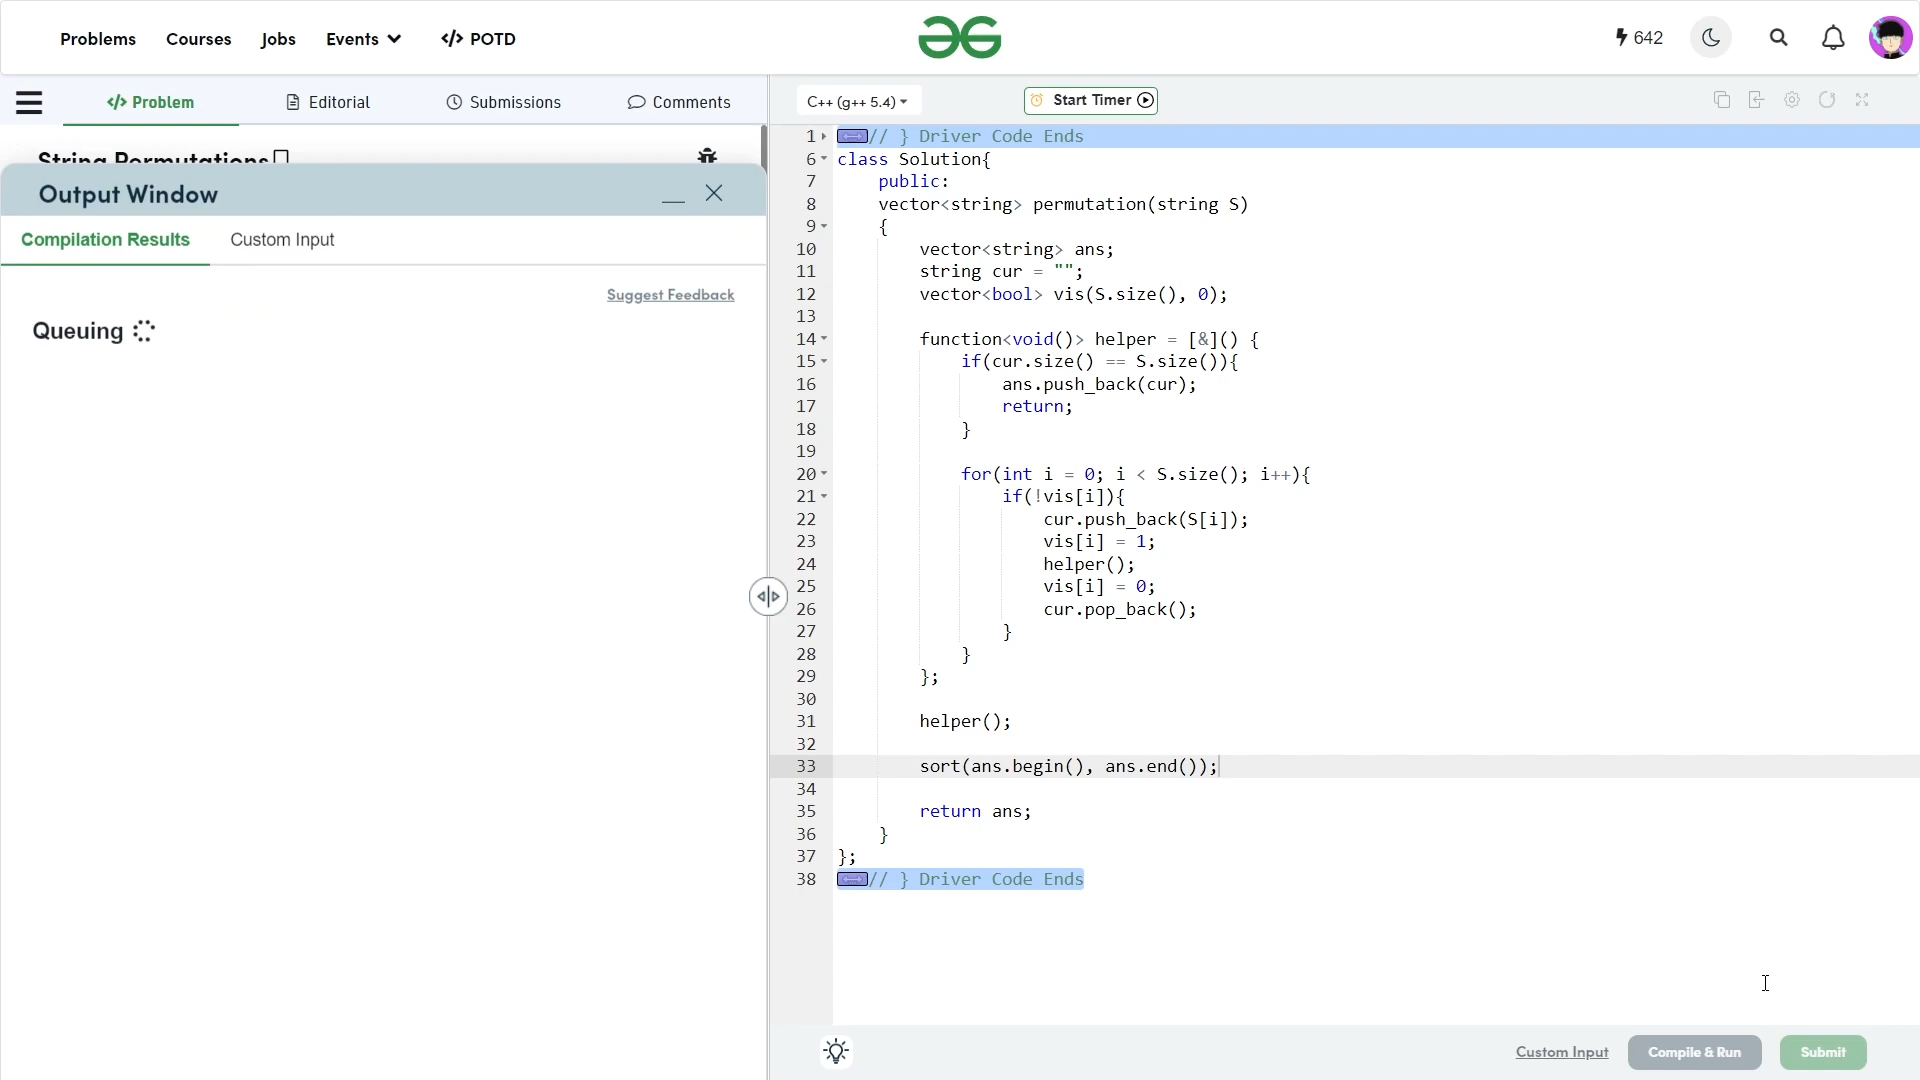 Problems Courses Jobs Events </> POTD
642
</> Problem Editorial Submissions Comments
C++ (g++ 5.4) Start Timer
String Permutations
Output Window
Compilation Results Custom Input
Suggest Feedback
Queuing
1 // } Driver Code Ends
6 class Solution{
7 public:
8 vector<string> permutation(string S)
9 {
10 vector<string> ans;
11 string cur = "";
12 vector<bool> vis(S.size(), 0);
13
14 function<void()> helper = [&]() {
15 if(cur.size() == S.size()){
16 ans.push_back(cur);
17 return;
18 }
19
20 for(int i = 0; i < S.size(); i++){
21 if(!vis[i]){
22 cur.push_back(S[i]);
23 vis[i] = 1;
24 helper();
25 vis[i] = 0;
26 cur.pop_back();
27 }
28 }
29 };
30
31 helper();
32
33 sort(ans.begin(), ans.end());
34
35 return ans;
36 }
37 };
38 // } Driver Code Ends
Custom Input Compile & Run Submit